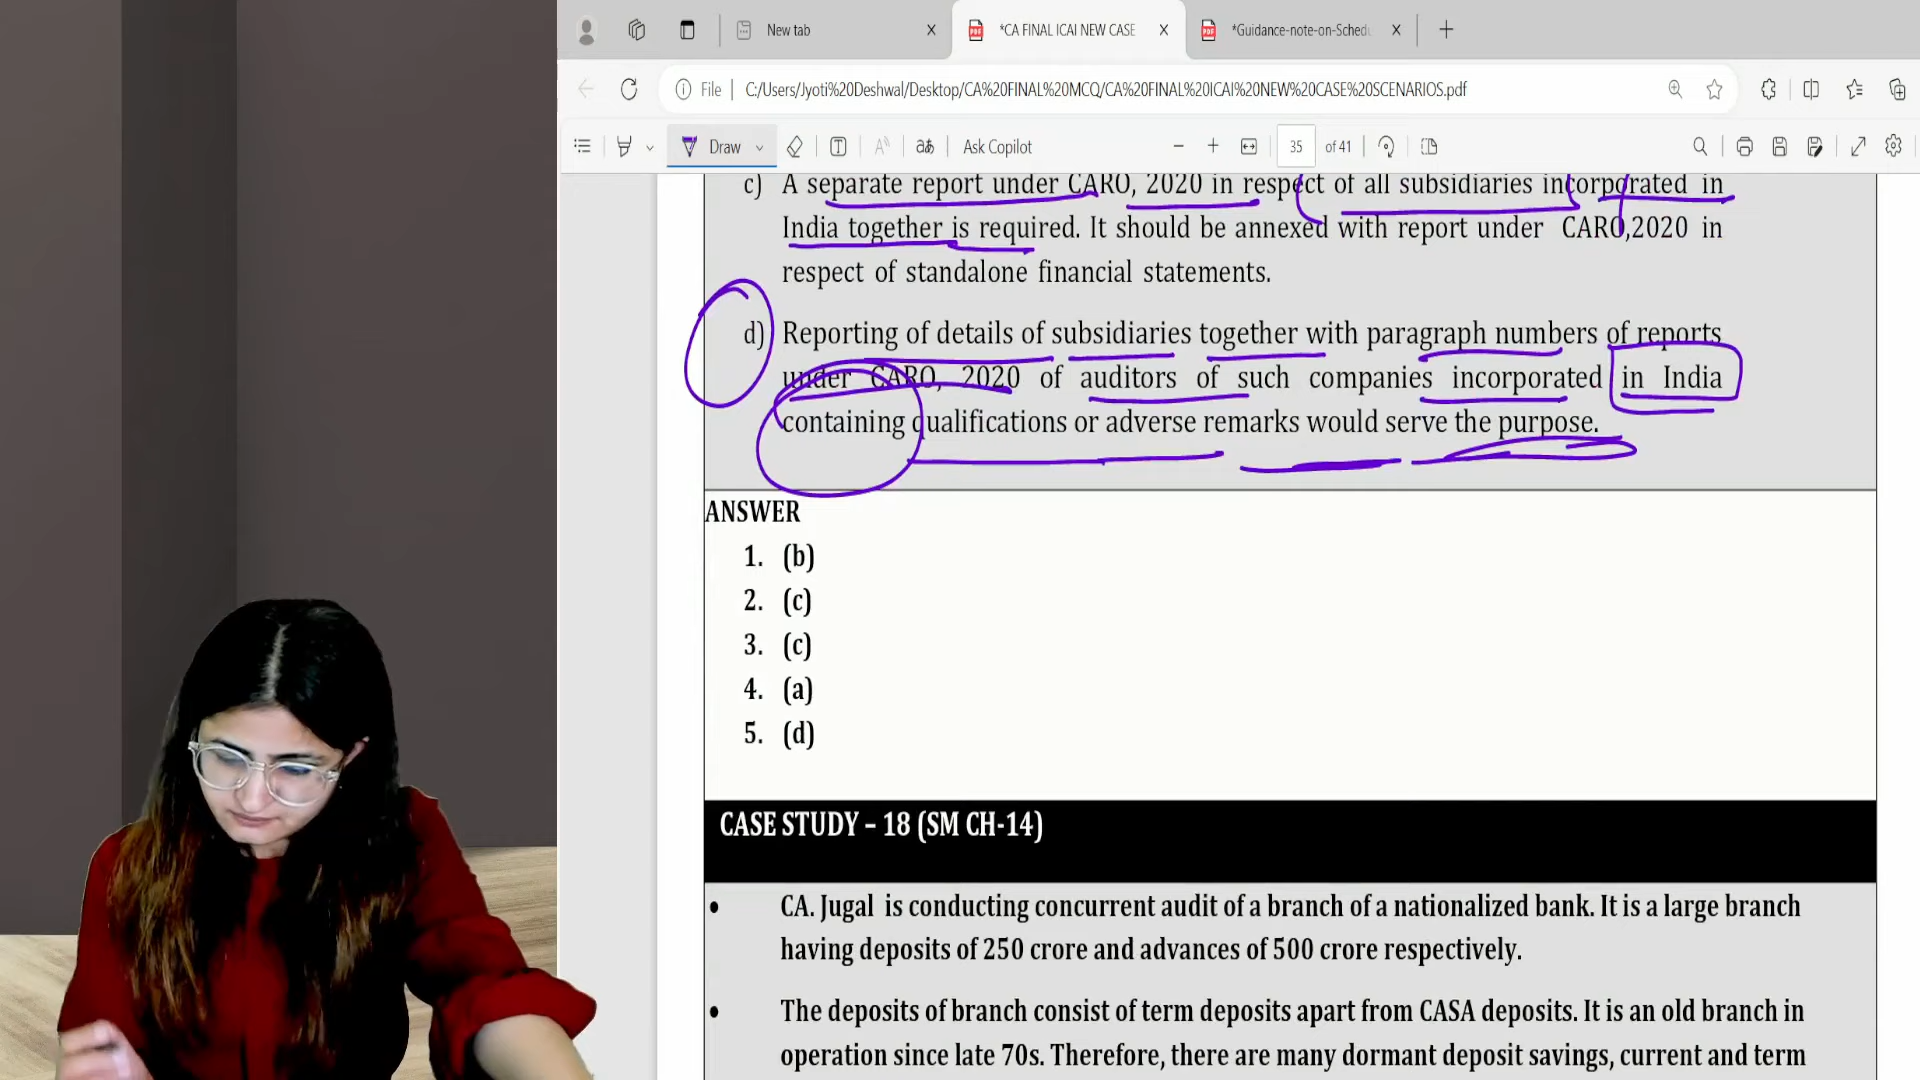 New tab
*CA FINAL ICAI NEW CASE
*Guidance-note-on-Schedu
File
C:/Users/Jyoti%20Deshwal/Desktop/CA%20FINAL%20MCQ/CA%20FINAL%20ICAI%20NEW%20CASE%20SCENARIOS.pdf
Draw
aあ
Ask Copilot
35 of 41
c) A separate report under CARO, 2020 in respect of all subsidiaries incorporated in
India together is required. It should be annexed with report under CARO,2020 in
respect of standalone financial statements.
d) Reporting of details of subsidiaries together with paragraph numbers of reports
under CARO, 2020 of auditors of such companies incorporated in India
containing qualifications or adverse remarks would serve the purpose.
ANSWER
1. (b)
2. (c)
3. (c)
4. (a)
5. (d)
CASE STUDY – 18 (SM CH-14)
• CA. Jugal is conducting concurrent audit of a branch of a nationalized bank. It is a large branch
having deposits of 250 crore and advances of 500 crore respectively.
• The deposits of branch consist of term deposits apart from CASA deposits. It is an old branch in
operation since late 70s. Therefore, there are many dormant deposit savings, current and term